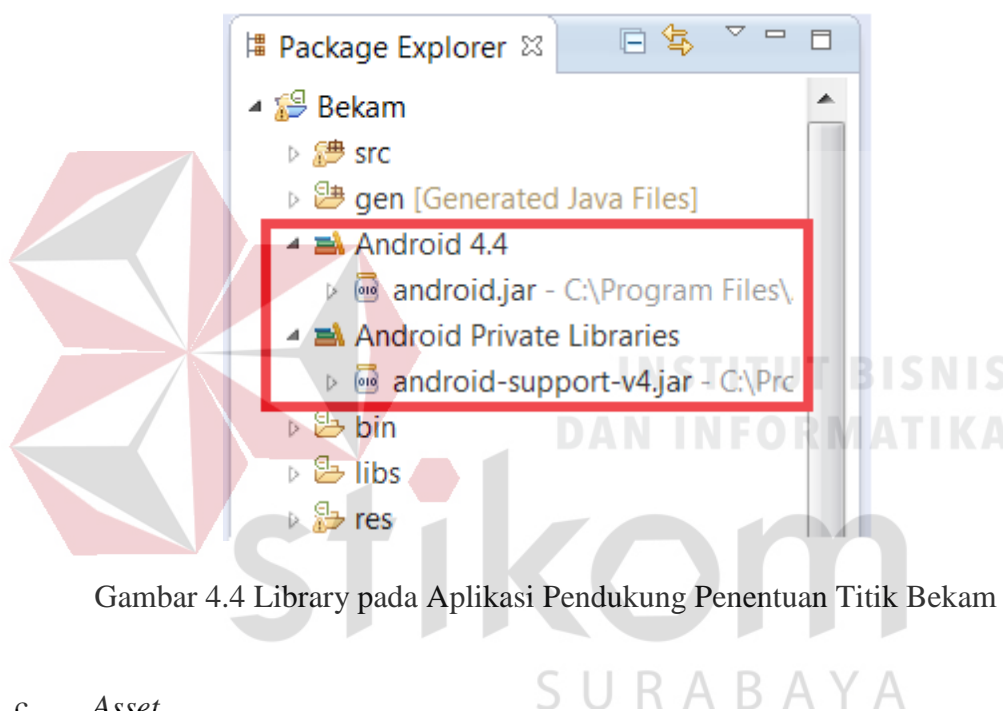 Package Explorer
Bekam
src
gen [Generated Java Files]
Android 4.4
android.jar - C:\Program Files\
Android Private Libraries
android-support-v4.jar - C:\Prc
bin
libs
res
INSTITUT BISNIS
DAN INFORMATIKA
stikom
SURABAYA
Gambar 4.4 Library pada Aplikasi Pendukung Penentuan Titik Bekam
c. Asset